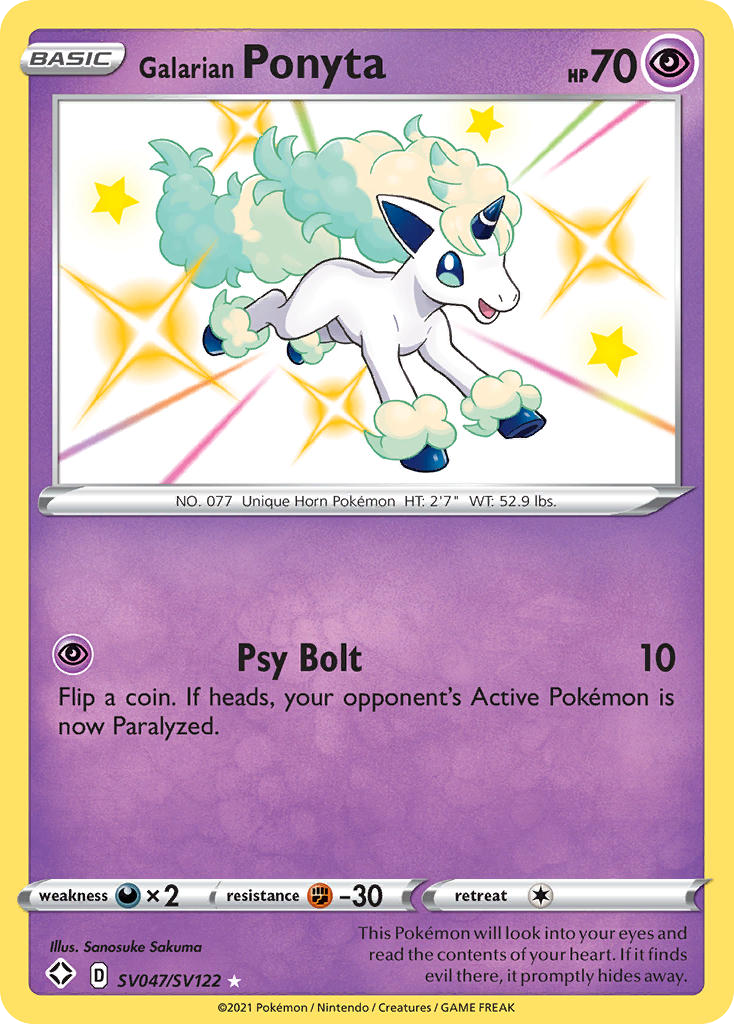 BASIC Galarian Ponyta HP 70
NO. 077 Unique Horn Pokémon HT: 2'7" WT: 52.9 lbs.
Psy Bolt 10
Flip a coin. If heads, your opponent's Active Pokémon is
now Paralyzed.
weakness ×2 resistance -30 retreat
Illus. Sanosuke Sakuma
D SV047/SV122
This Pokémon will look into your eyes and
read the contents of your heart. If it finds
evil there, it promptly hides away.
©2021 Pokémon / Nintendo / Creatures / GAME FREAK